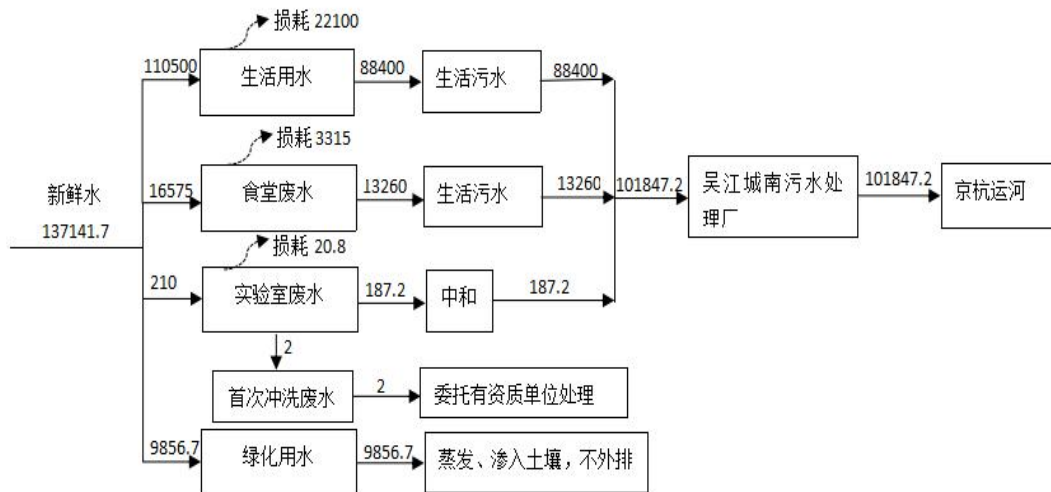 损耗 22100
110500
生活用水
88400
生活污水
88400
损耗 3315
新鲜水
137141.7
16575
食堂废水
13260
生活污水
13260
101847.2
吴江城南污水处
理厂
101847.2
京杭运河
损耗 20.8
210
实验室废水
187.2
中和
187.2
2
首次冲洗废水
2
委托有资质单位处理
9856.7
绿化用水
9856.7
蒸发、渗入土壤，不外排